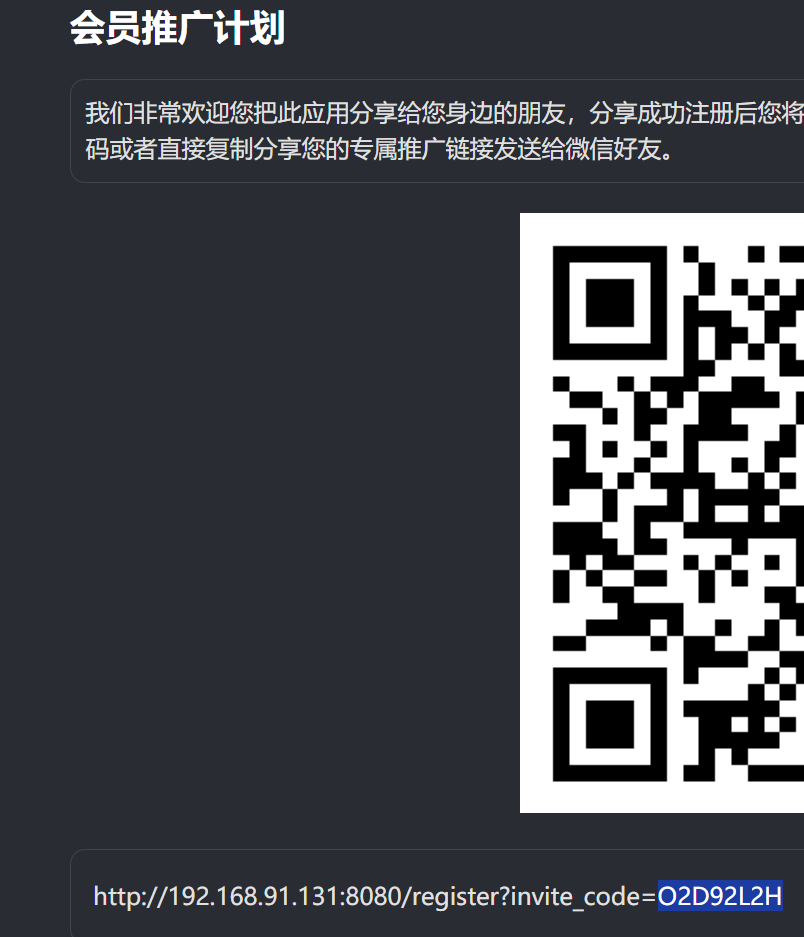 会员推广计划
我们非常欢迎您把此应用分享给您身边的朋友，分享成功注册后您将
码或者直接复制分享您的专属推广链接发送给微信好友。
http://192.168.91.131:8080/register?invite_code=O2D92L2H